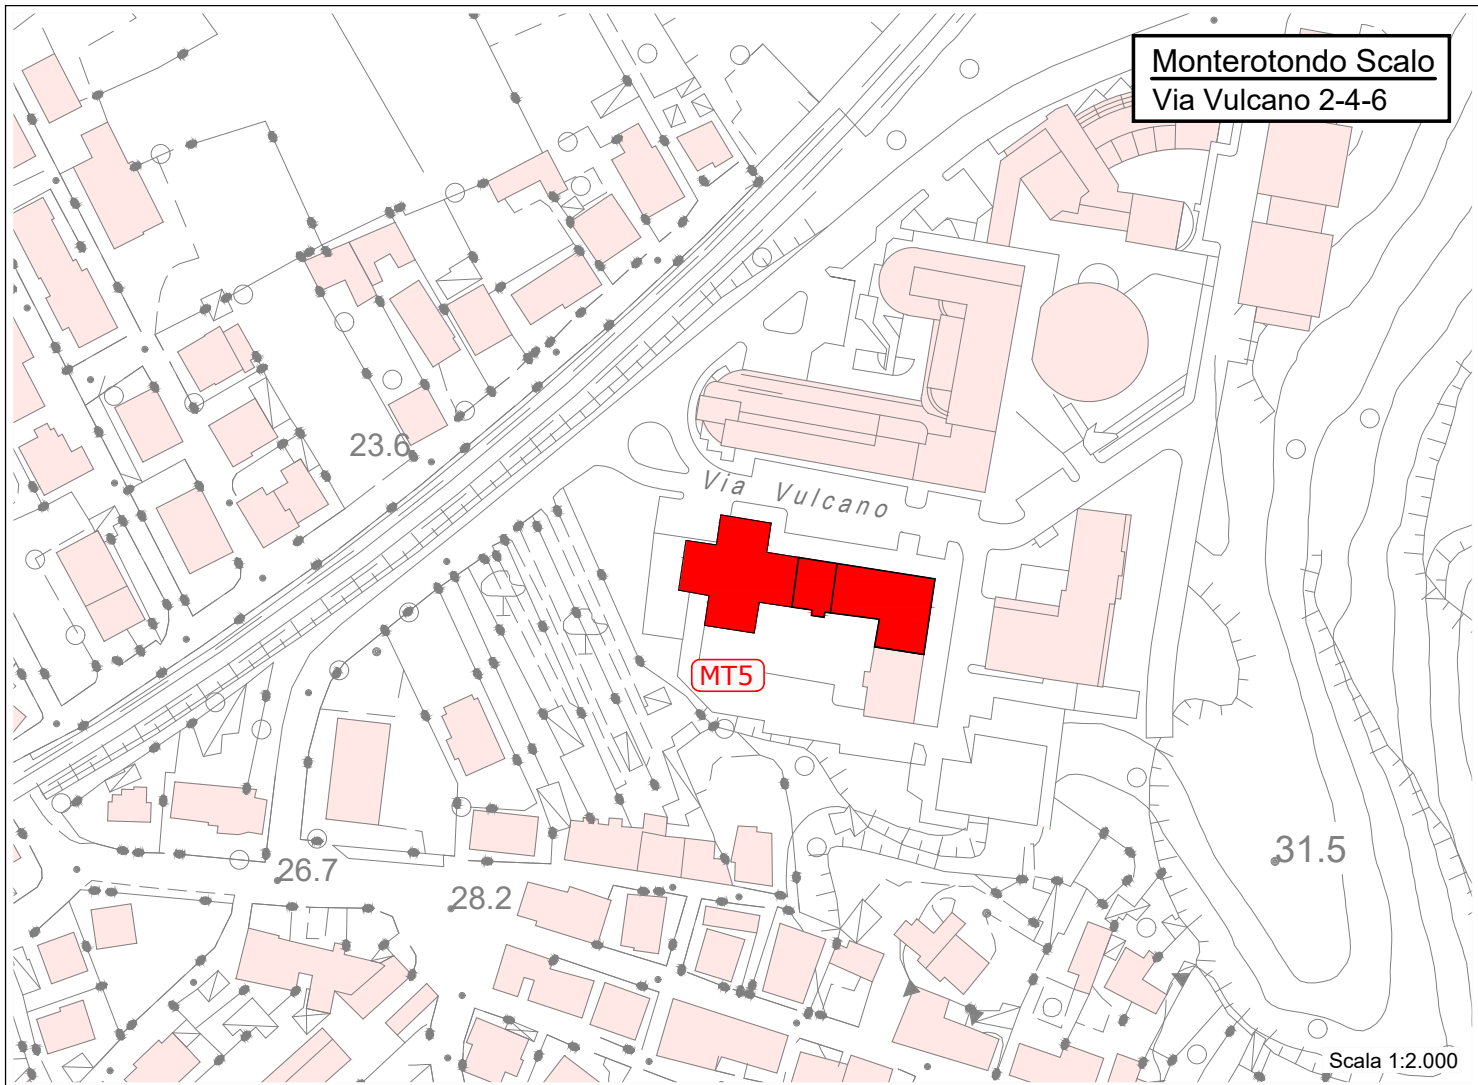 Monterotondo Scalo
Via Vulcano 2-4-6
23.6
Via Vulcano
MT5
31.5
26.7
28.2
Scala 1:2.000